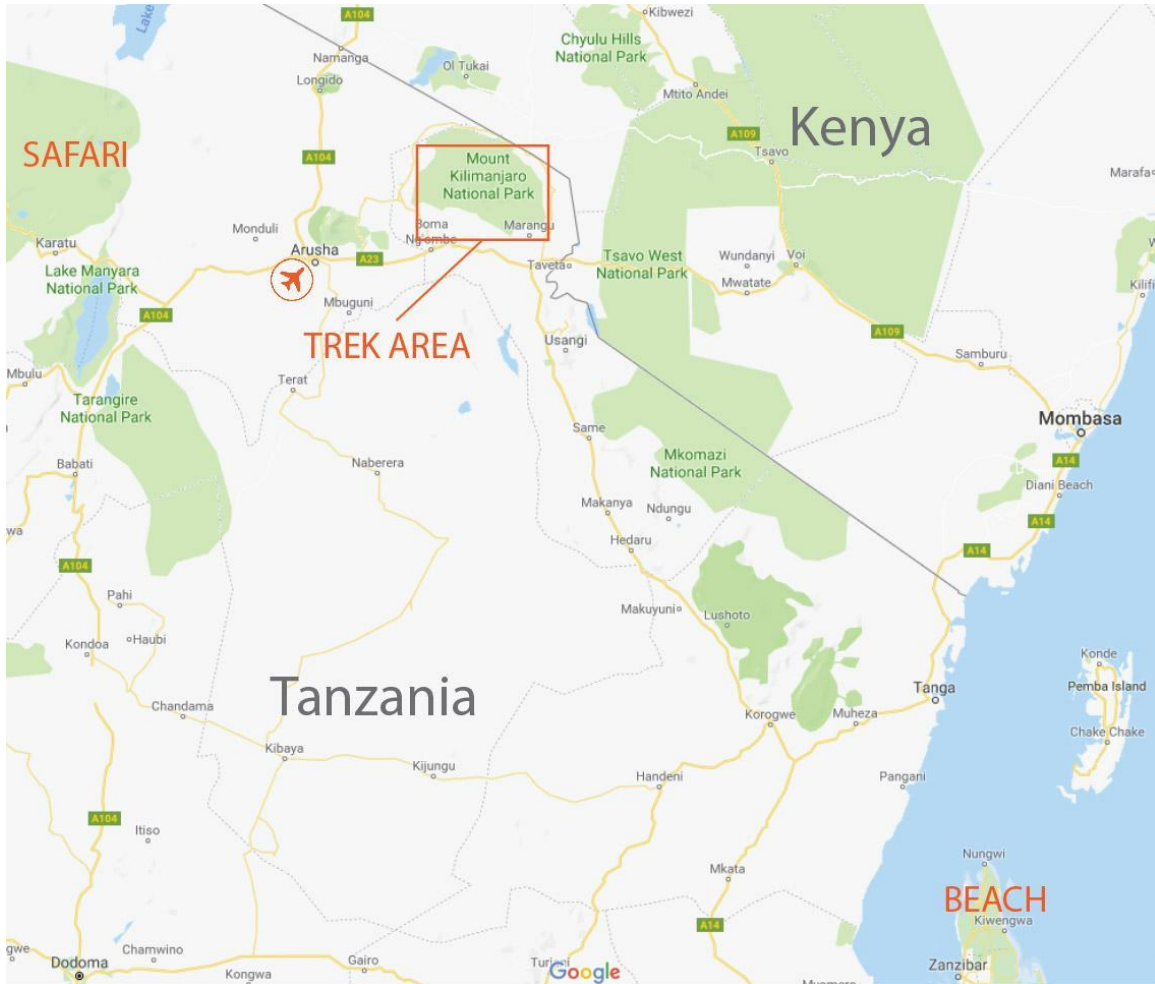 A104
Kibwezi
Lake
Chyulu Hills
National Park
Namanga
Ol Tukai
Longido
Mtito Andei
Kenya
A109
SAFARI
A104
Mount
Kilimanjaro
National Park
Tsavo
Marafa
Monduli
Boma
Ng'ombe
Marangu
Karatu
Arusha
A23
Taveta
Tsavo West
National Park
Wundanyi
Voi
Lake Manyara
National Park
Mwatate
Kilifi
Mbuguni
A104
TREK AREA
Usangi
A109
Samburu
Mbulu
Terat
Tarangire
National Park
Mombasa
Same
Mkomazi
National Park
A14
Babati
Naberera
Diani Beach
Makanya
Ndungu
A14
wa
Hedaru
A14
A104
Pahi
Makuyuni
Lushoto
Kondoa
Haubi
Konde
Tanzania
Tanga
Pemba Island
Chandama
Korogwe
Muheza
Chake Chake
Kibaya
Kijungu
Handeni
Pangani
A104
Itiso
Nungwi
Mkata
BEACH
A14
Kiwengwa
gwe
Chamwino
Dodoma
Gairo
Kongwa
Google
Zanzibar